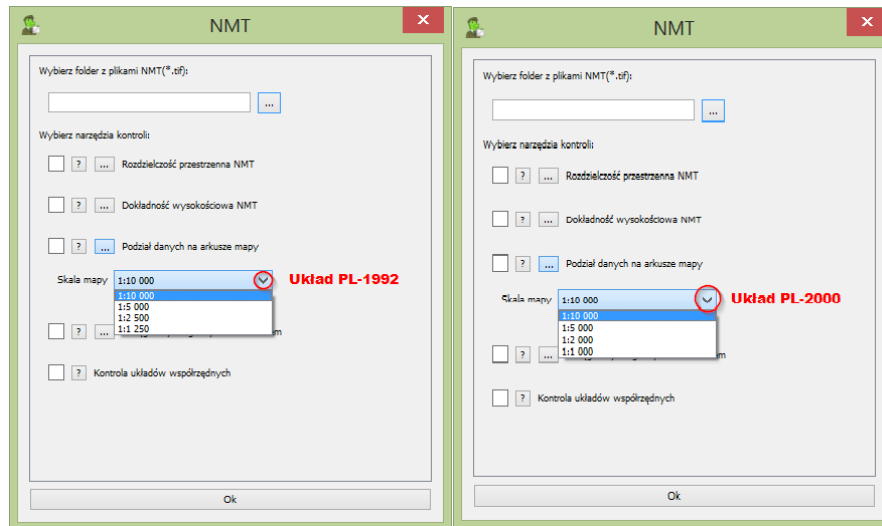 NMT
Wybierz folder z plikami NMT(*.tif):
...
Wybierz narzędzia kontroli:
? ... Rozdzielczość przestrzenna NMT
? ... Dokładność wysokościowa NMT
? ... Podział danych na arkusze mapy
Skala mapy 1:10 000 Układ PL-1992
1:10 000
1:5 000
1:2 500
1:1 250
? ...
? Kontrola układów współrzędnych
Ok
NMT
Wybierz folder z plikami NMT(*.tif):
...
Wybierz narzędzia kontroli:
? ... Rozdzielczość przestrzenna NMT
? ... Dokładność wysokościowa NMT
? ... Podział danych na arkusze mapy
Skala mapy 1:10 000 Układ PL-2000
1:10 000
1:5 000
1:2 000
1:1 000
? ...
? Kontrola układów współrzędnych
Ok